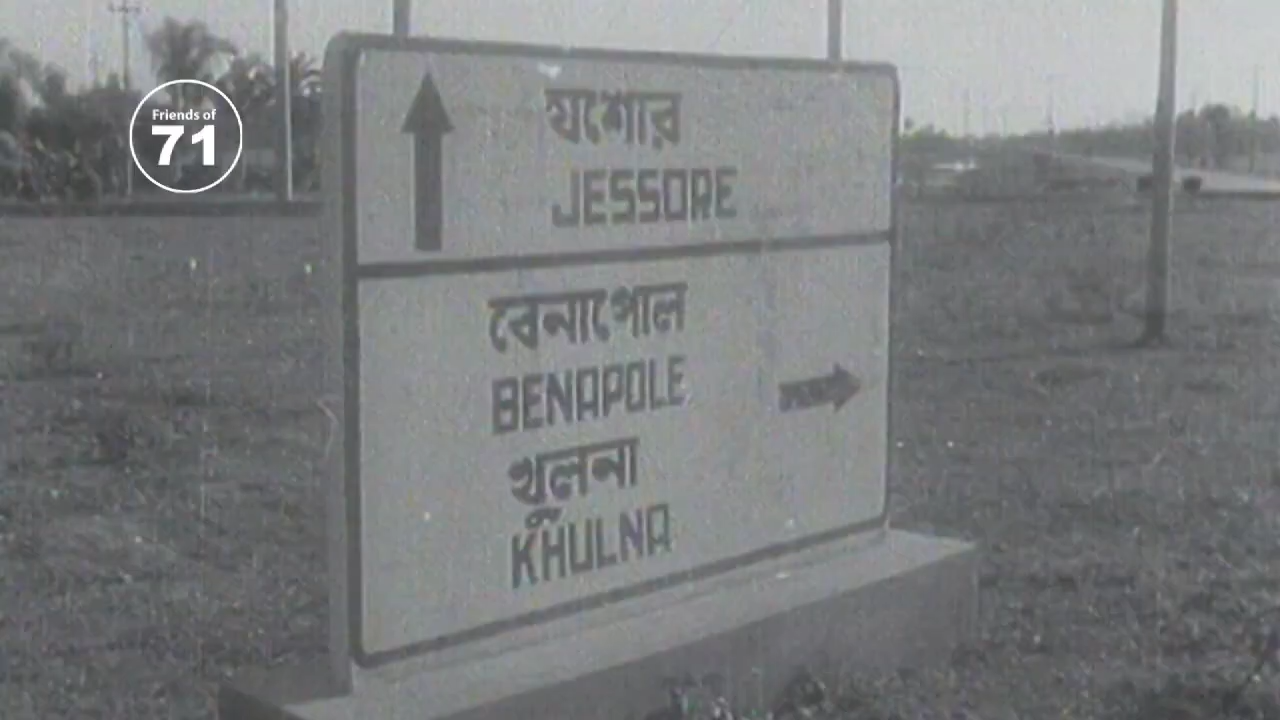 Friends of
71
যশোর
JESSORE
বেনাপোল
BENAPOLE
খুলনা
KHULNA